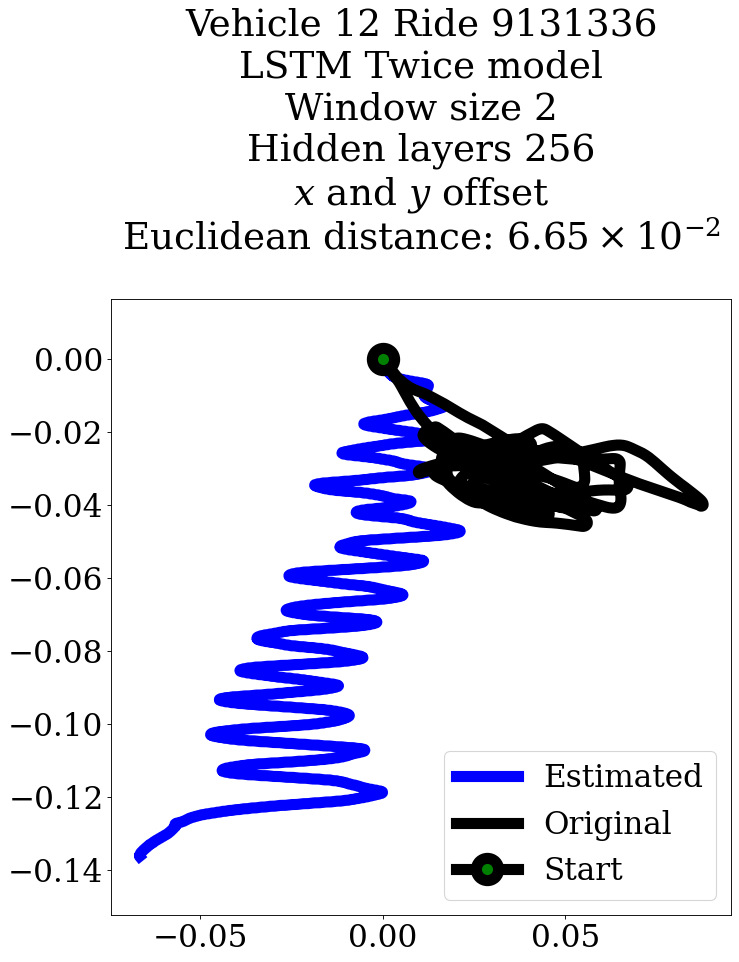 Vehicle 12 Ride 9131336
LSTM Twice model
Window size 2
Hidden layers 256
x and y offset
Euclidean distance: 6.65 × 10⁻²
0.00
−0.02
−0.04
−0.06
−0.08
−0.10
−0.12
−0.14
Estimated
Original
Start
−0.05 0.00 0.05